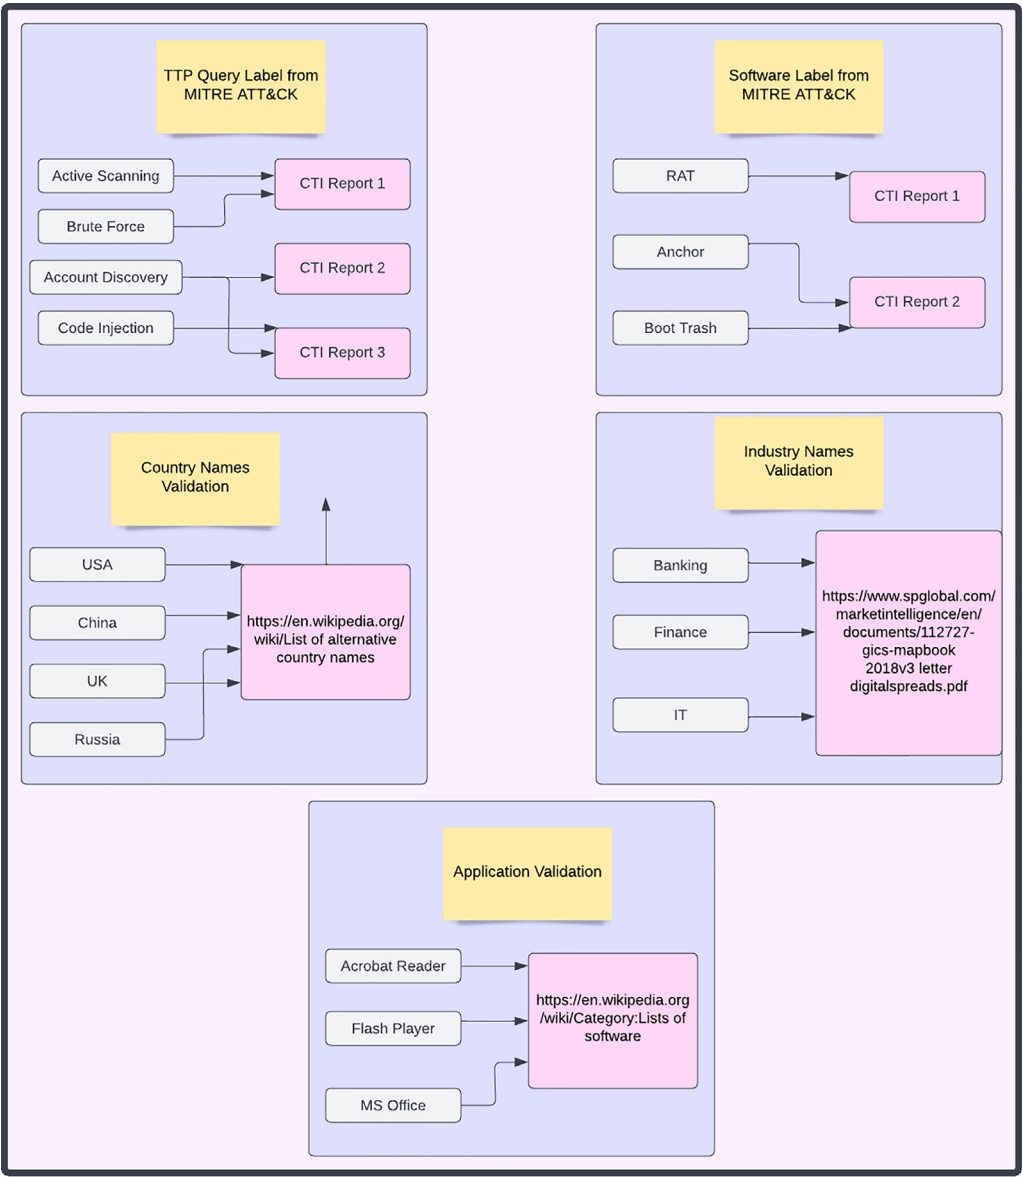 TTP Query Label from
MITRE ATT&CK
Active Scanning
Brute Force
Account Discovery
Code Injection
CTI Report 1
CTI Report 2
CTI Report 3
Software Label from
MITRE ATT&CK
RAT
Anchor
Boot Trash
CTI Report 1
CTI Report 2
Country Names
Validation
USA
China
UK
Russia
https://en.wikipedia.org/
wiki/List of alternative
country names
Industry Names
Validation
Banking
Finance
IT
https://www.spglobal.com/
marketintelligence/en/
documents/112727-
gics-mapbook
2018v3 letter
digitalspreads.pdf
Application Validation
Acrobat Reader
Flash Player
MS Office
https://en.wikipedia.org
/wiki/Category:Lists of
software